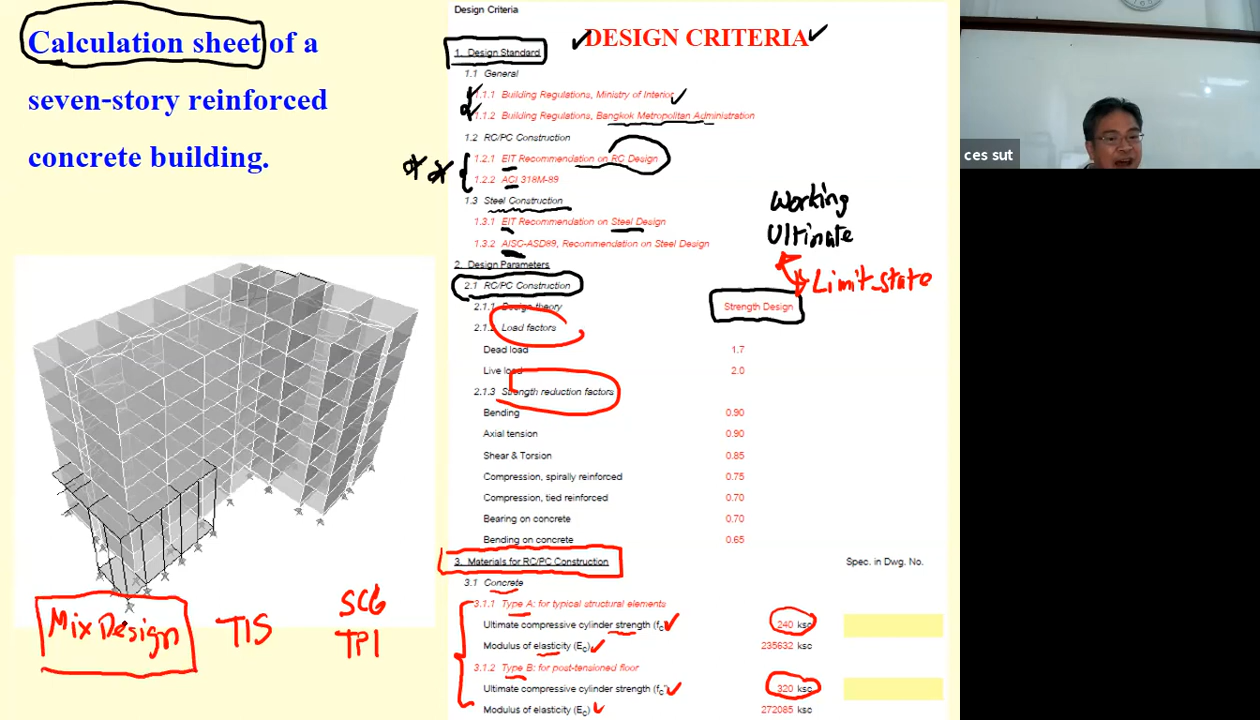 Calculation sheet of a
seven-story reinforced
concrete building.
Mix Design
TIS
SCG
TPI
Design Criteria
DESIGN CRITERIA
1. Design Standard
1.1 General
1.1.1 Building Regulations, Ministry of Interior
1.1.2 Building Regulations, Bangkok Metropolitan Administration
1.2 RC/PC Construction
1.2.1 EIT Recommendation on RC Design
1.2.2 ACI 318M-89
1.3 Steel Construction
1.3.1 EIT Recommendation on Steel Design
1.3.2 AISC-ASD89, Recommendation on Steel Design
Working
Ultimate
Limit state
2. Design Parameters
2.1 RC/PC Construction
2.1.1 Design theory Strength Design
2.1.2 Load factors
Dead load 1.7
Live load 2.0
2.1.3 Strength reduction factors
Bending 0.90
Axial tension 0.90
Shear & Torsion 0.85
Compression, spirally reinforced 0.75
Compression, tied reinforced 0.70
Bearing on concrete 0.70
Bending on concrete 0.65
3. Materials for RC/PC Construction Spec. in Dwg. No.
3.1 Concrete
3.1.1 Type A: for typical structural elements
Ultimate compressive cylinder strength (fc' 240 ksc
Modulus of elasticity (Ec) 235632 ksc
3.1.2 Type B: for post-tensioned floor
Ultimate compressive cylinder strength (fc' 320 ksc
Modulus of elasticity (Ec) 272085 ksc
ces sut